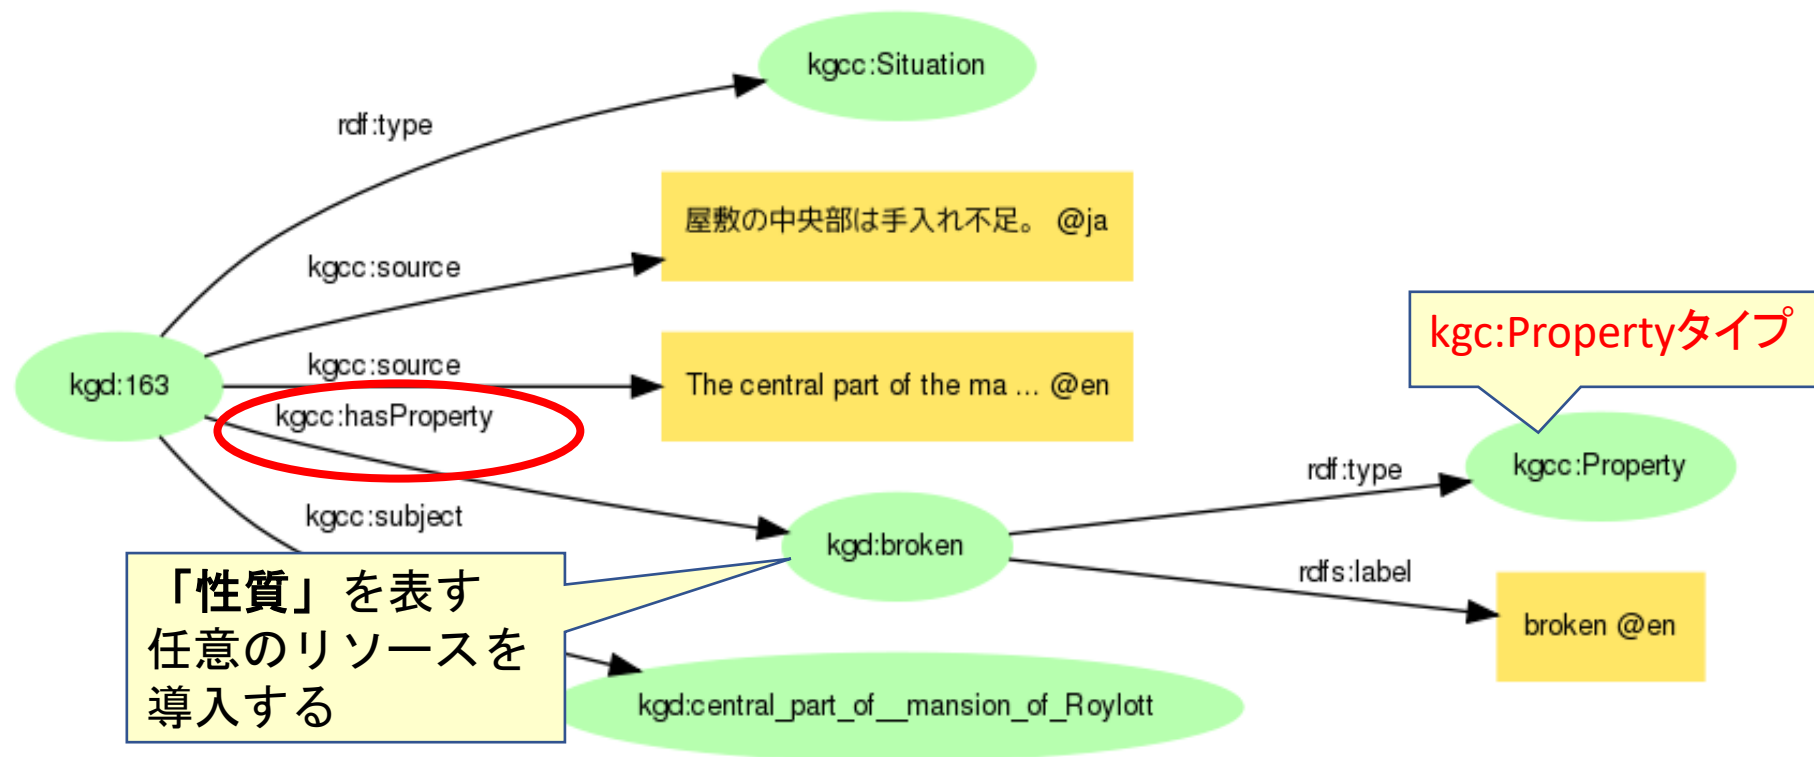 kgcc:Situation
rdf:type
屋敷の中央部は手入れ不足。 @ja
kgcc:source
kgc:Propertyタイプ
kgcc:source
kgd:163
The central part of the ma ... @en
kgcc:hasProperty
rdf:type
kgcc:Property
kgcc:subject
kgd:broken
rdfs:label
broken @en
「性質」を表す
任意のリソースを
導入する
kgd:central_part_of__mansion_of_Roylott